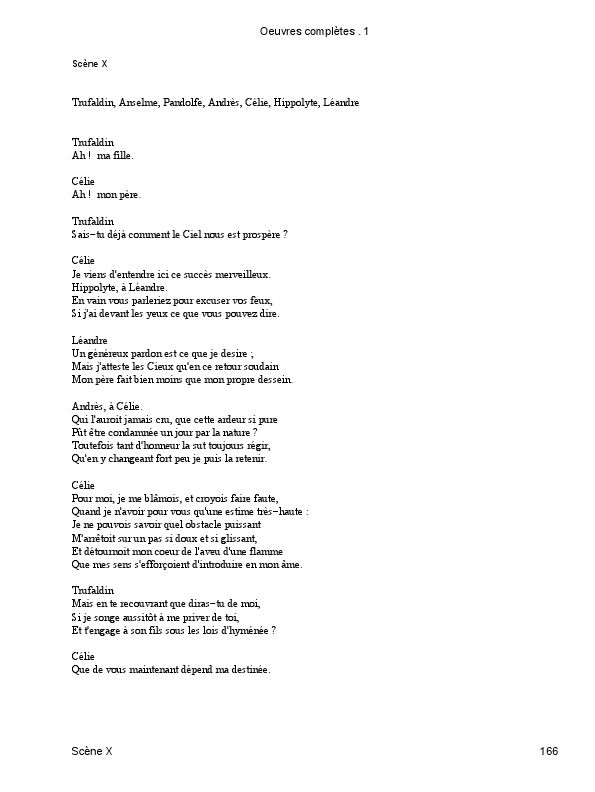 Oeuvres complètes . 1
Scène X
Trufaldin, Anselme, Pandolfe, Andrès, Célie, Hippolyte, Léandre
Trufaldin
Ah ! ma fille.
Célie
Ah ! mon père.
Trufaldin
Sais-tu déjà comment le Ciel nous est prospère ?
Célie
Je viens d'entendre ici ce succès merveilleux.
Hippolyte, à Léandre.
En vain vous parleriez pour excuser vos feux,
Si j'ai devant les yeux ce que vous pouvez dire.
Léandre
Un généreux pardon est ce que je desire ;
Mais j'atteste les Cieux qu'en ce retour soudain
Mon père fait bien moins que mon propre dessein.
Andrès, à Célie.
Qui l'auroit jamais cru, que cette ardeur si pure
Pût être condamnée un jour par la nature ?
Toutefois tant d'honneur la sut toujours régir,
Qu'en y changeant fort peu je puis la retenir.
Célie
Pour moi, je me blâmois, et croyois faire faute,
Quand je n'avoir pour vous qu'une estime très-haute :
Je ne pouvois savoir quel obstacle puissant
M'arrêtoit sur un pas si doux et si glissant,
Et détournoit mon coeur de l'aveu d'une flamme
Que mes sens s'efforçoient d'introduire en mon âme.
Trufaldin
Mais en te recouvrant que diras-tu de moi,
Si je songe aussitôt à me priver de toi,
Et t'engage à son fils sous les lois d'hyménée ?
Célie
Que de vous maintenant dépend ma destinée.
Scène X
166